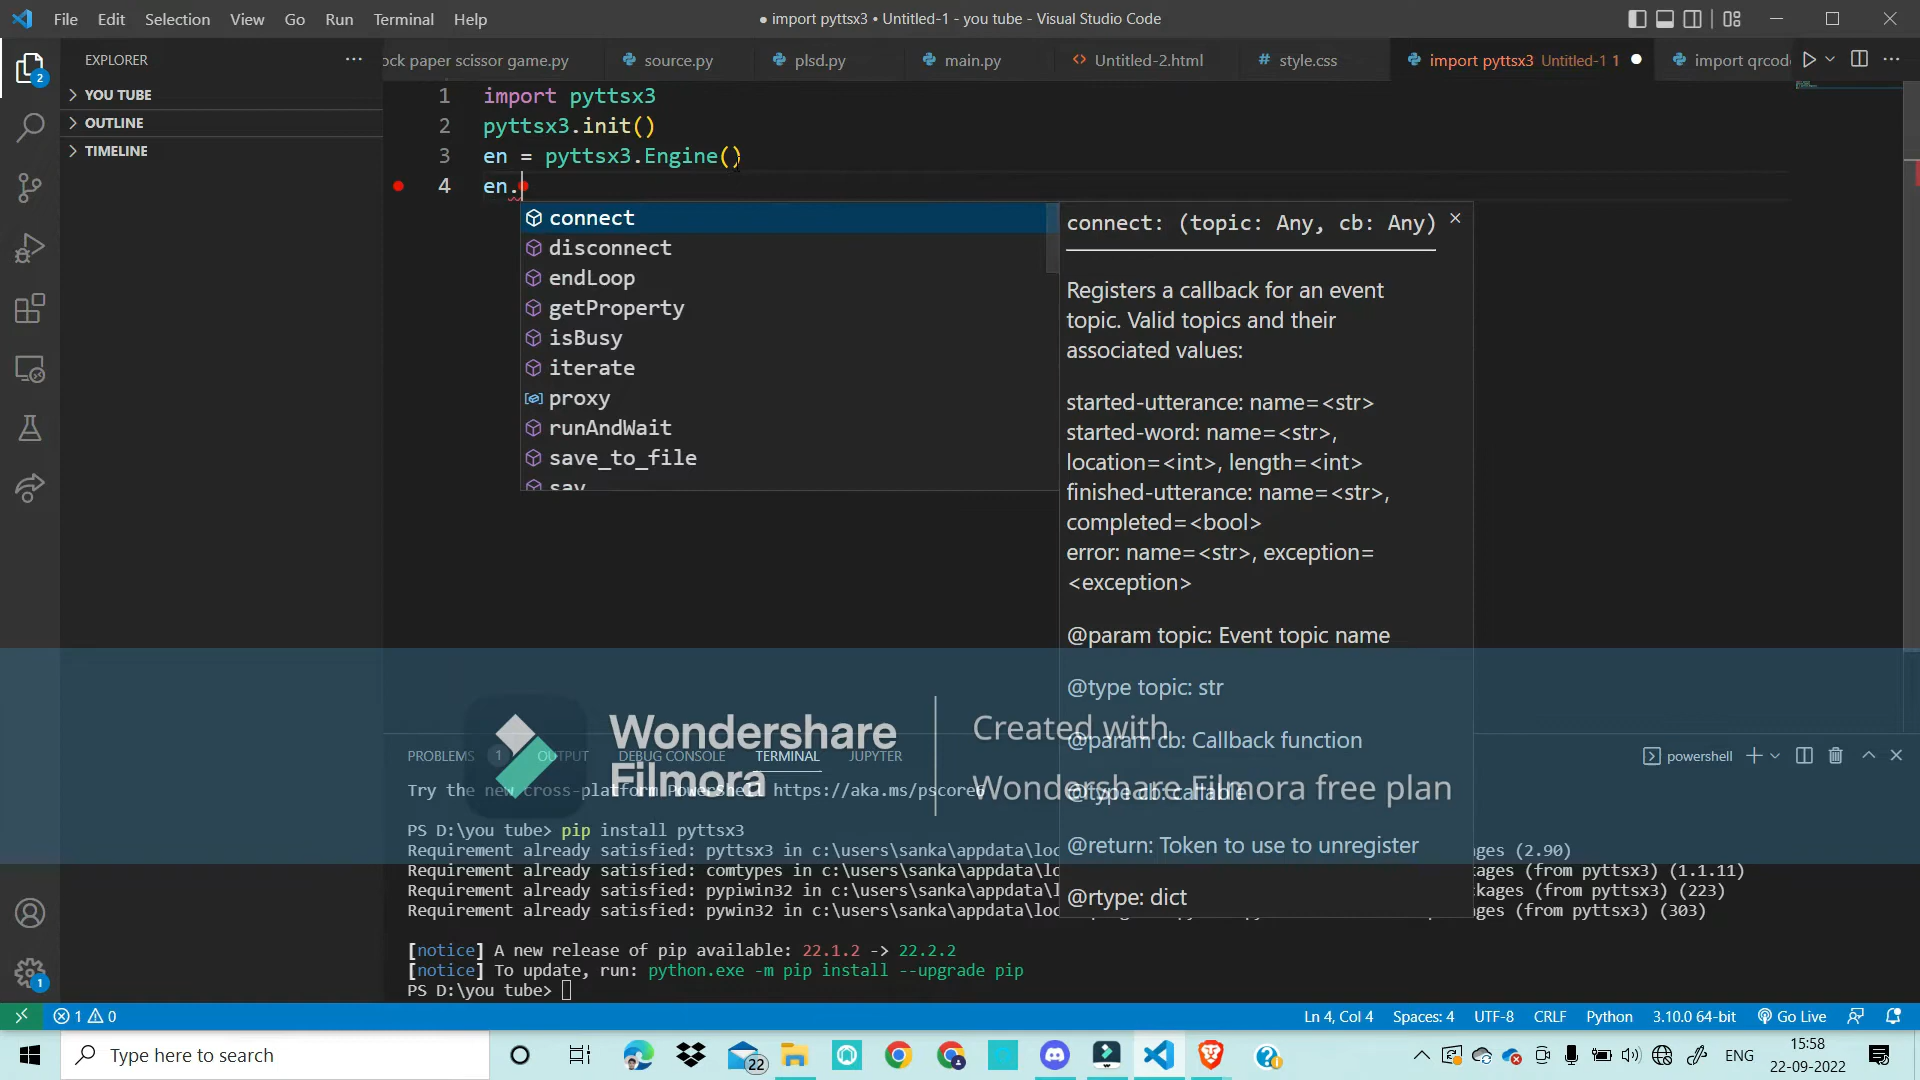 File Edit Selection View Go Run Terminal Help
● import pyttsx3 • Untitled-1 - you tube - Visual Studio Code
EXPLORER
YOU TUBE
OUTLINE
TIMELINE
2
ock paper scissor game.py
source.py
plsd.py
main.py
Untitled-2.html
style.css
import pyttsx3 Untitled-1 1
import qrcod
1 import pyttsx3
2 pyttsx3.init()
3 en = pyttsx3.Engine()
4 en.
connect
disconnect
endLoop
getProperty
isBusy
iterate
proxy
runAndWait
save_to_file
say
connect: (topic: Any, cb: Any)
Registers a callback for an event
topic. Valid topics and their
associated values:
started-utterance: name=<str>
started-word: name=<str>,
location=<int>, length=<int>
finished-utterance: name=<str>,
completed=<bool>
error: name=<str>, exception=
<exception>
@param topic: Event topic name
@type topic: str
@param cb: Callback function
@type cb: callable
@return: Token to use to unregister
@rtype: dict
Wondershare
Filmora
Created with
Wondershare Filmora free plan
PROBLEMS 1 OUTPUT DEBUG CONSOLE TERMINAL JUPYTER
powershell
Try the new cross-platform PowerShell https://aka.ms/pscore6
PS D:\you tube> pip install pyttsx3
Requirement already satisfied: pyttsx3 in c:\users\sanka\appdata\loc ages (2.90)
Requirement already satisfied: comtypes in c:\users\sanka\appdata\lo ckages (from pyttsx3) (1.1.11)
Requirement already satisfied: pypiwin32 in c:\users\sanka\appdata\l ckages (from pyttsx3) (223)
Requirement already satisfied: pywin32 in c:\users\sanka\appdata\loc ges (from pyttsx3) (303)
[notice] A new release of pip available: 22.1.2 -> 22.2.2
[notice] To update, run: python.exe -m pip install --upgrade pip
PS D:\you tube>
1
1 0
Ln 4, Col 4 Spaces: 4 UTF-8 CRLF Python 3.10.0 64-bit Go Live
Type here to search
22
ENG
15:58
22-09-2022